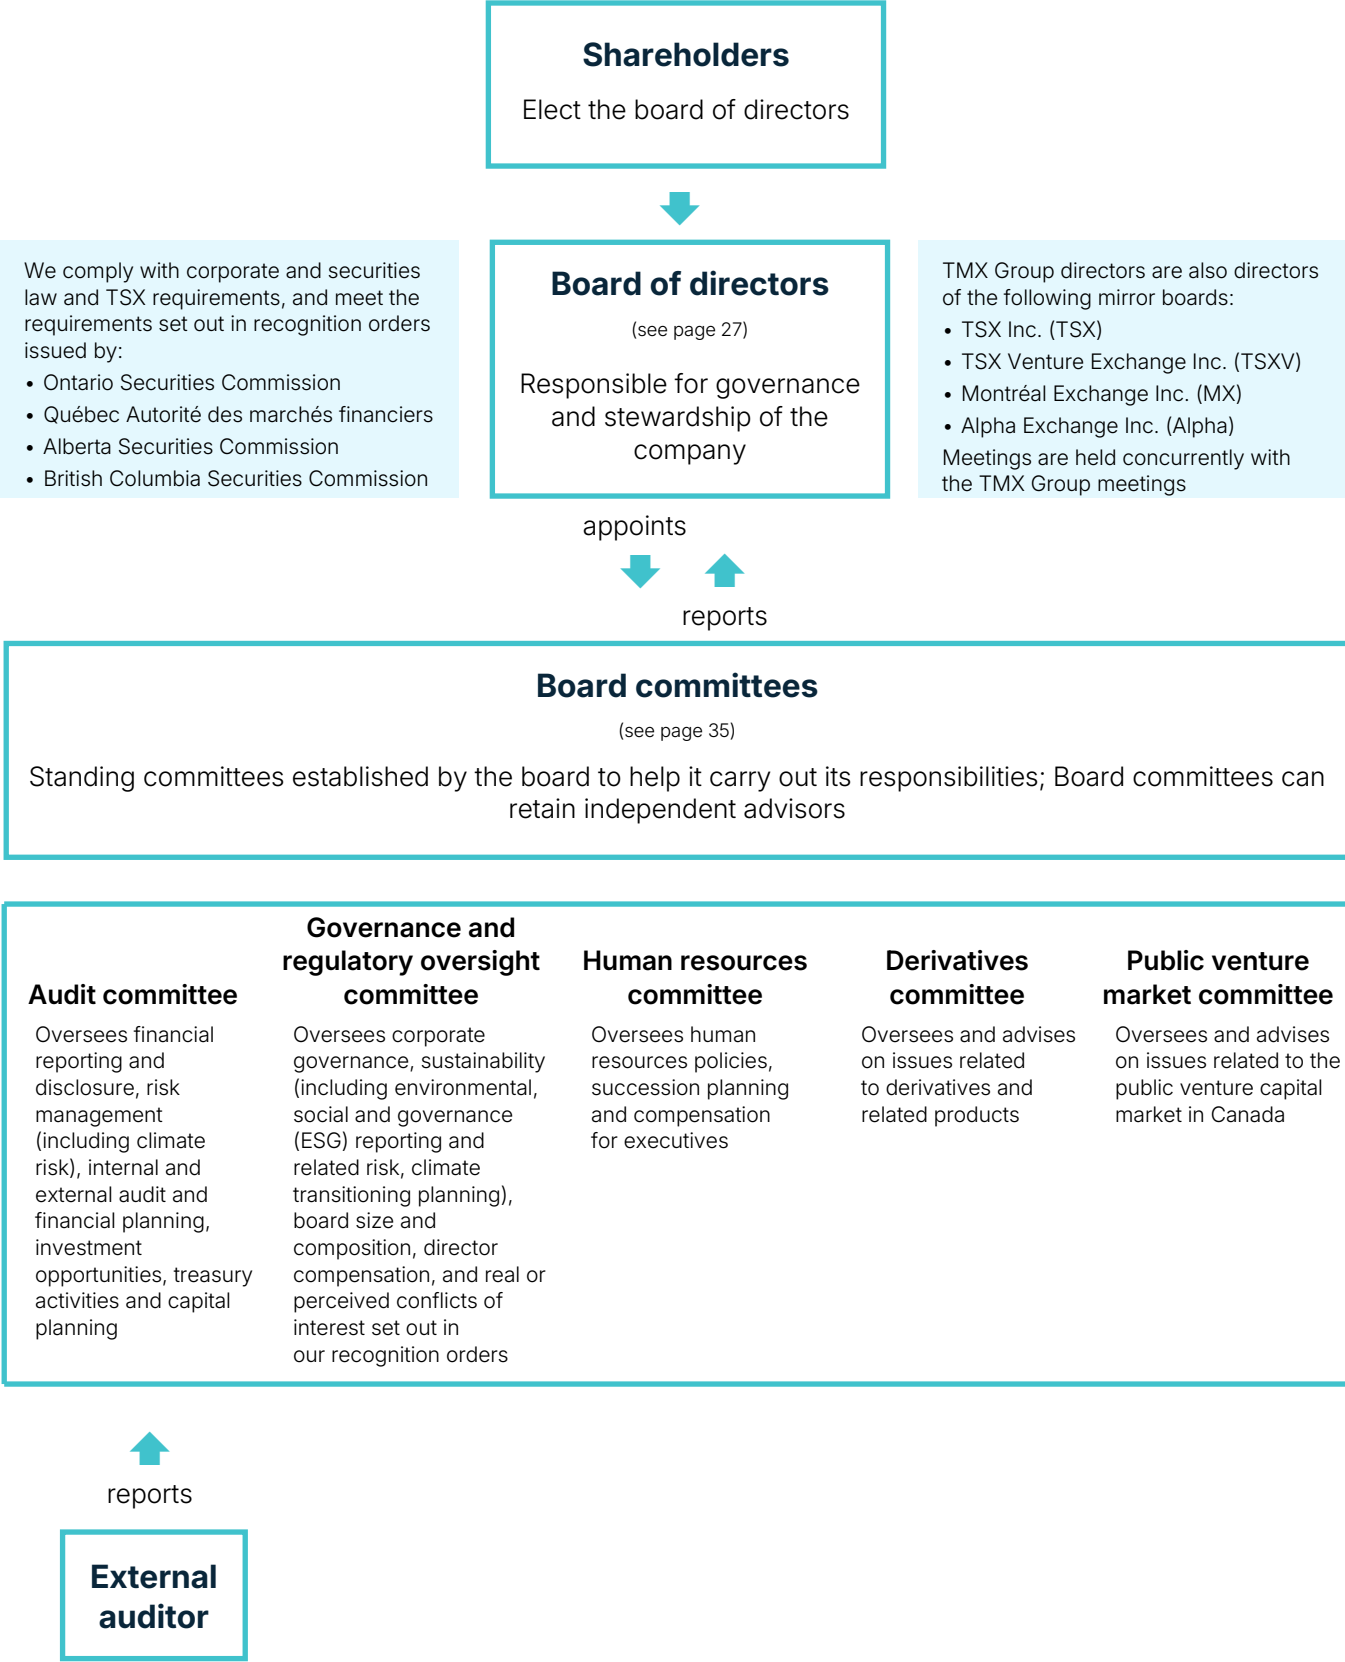 Shareholders
Elect the board of directors
We comply with corporate and securities
law and TSX requirements, and meet the
requirements set out in recognition orders
issued by:
• Ontario Securities Commission
• Québec Autorité des marchés financiers
• Alberta Securities Commission
• British Columbia Securities Commission
Board of directors
(see page 27)
Responsible for governance
and stewardship of the
company
TMX Group directors are also directors
of the following mirror boards:
• TSX Inc. (TSX)
• TSX Venture Exchange Inc. (TSXV)
• Montréal Exchange Inc. (MX)
• Alpha Exchange Inc. (Alpha)
Meetings are held concurrently with
the TMX Group meetings
appoints
reports
Board committees
(see page 35)
Standing committees established by the board to help it carry out its responsibilities; Board committees can
retain independent advisors
Audit committee
Oversees financial
reporting and
disclosure, risk
management
(including climate
risk), internal and
external audit and
financial planning,
investment
opportunities, treasury
activities and capital
planning
Governance and
regulatory oversight
committee
Oversees corporate
governance, sustainability
(including environmental,
social and governance
(ESG) reporting and
related risk, climate
transitioning planning),
board size and
composition, director
compensation, and real or
perceived conflicts of
interest set out in
our recognition orders
Human resources
committee
Oversees human
resources policies,
succession planning
and compensation
for executives
Derivatives
committee
Oversees and advises
on issues related
to derivatives and
related products
Public venture
market committee
Oversees and advises
on issues related to the
public venture capital
market in Canada
reports
External
auditor